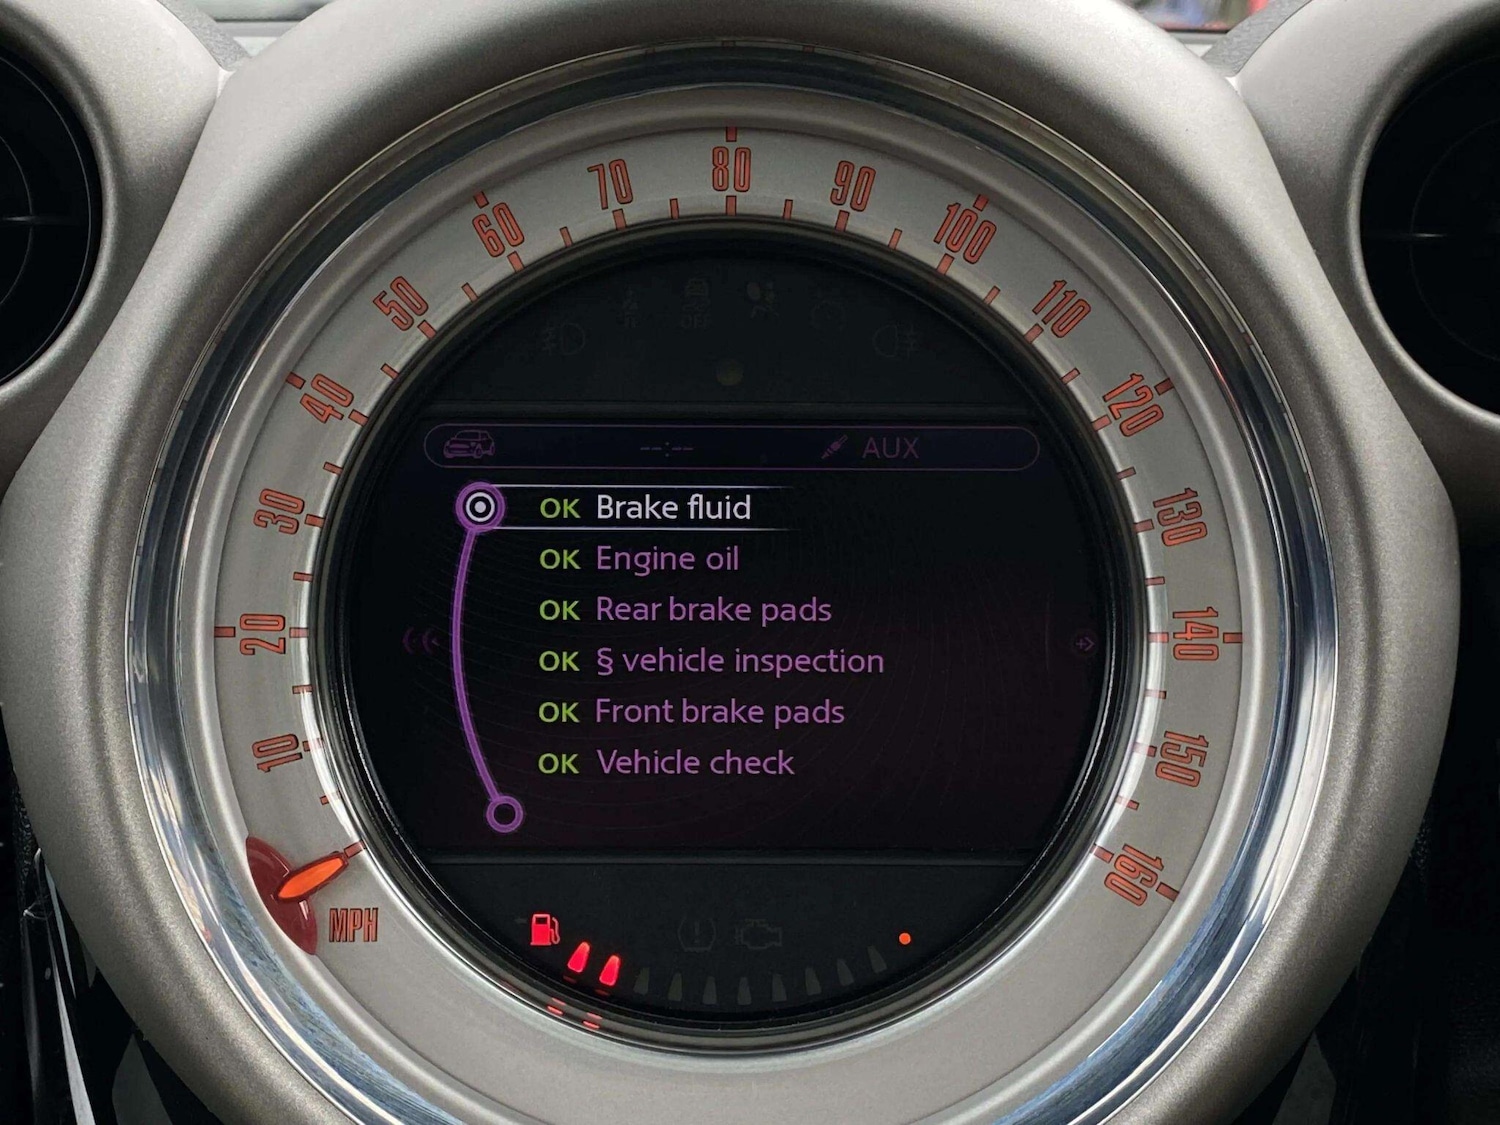 10
20
30
40
50
60
70
80
90
100
110
120
130
140
150
160
MPH
OFF
--:-- AUX
OK Brake fluid
OK Engine oil
OK Rear brake pads
OK § vehicle inspection
OK Front brake pads
OK Vehicle check